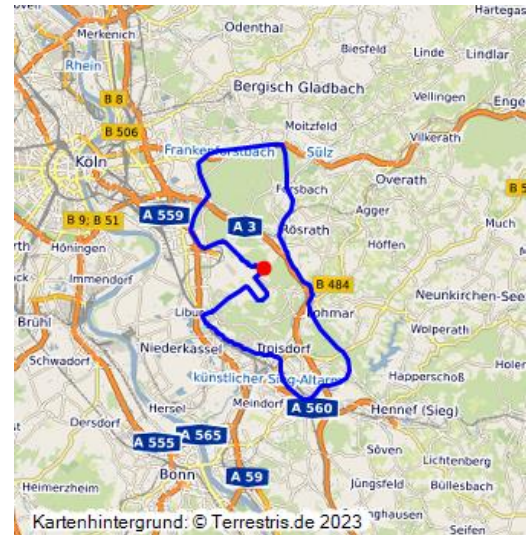 Hartegas
Merkenich
Biesfeld
Linde
Lindlar
Rhein
Bergisch Gladbach
B 8
Vellingen
Enge
B 506
Moitzfeld
Vilkerath
Köln
Frankenforstbach
Sülz
Forsbach
Overath
B 5
A 559
Agger
B 9; B 51
A 3
Rösrath
Höningen
Höffen
Immendorf
B 484
Neunkirchen-See
Brühl
Libur
Lohmar
Wolperath
Niederkassel
Troisdorf
Schwadorf
künstlicher Sieg-Altarm
Happerschoß
Holer
Hersel
Meindorf
A 560
Hennef (Sieg)
Dersdorf
A 565
A 555
Söven
Bonn
A 59
Lichtenberg
Heimerzheim
Jüngsfeld
Büllesbach
Kartenhintergrund: © Terrestris.de 2023
ghausen
Seifen